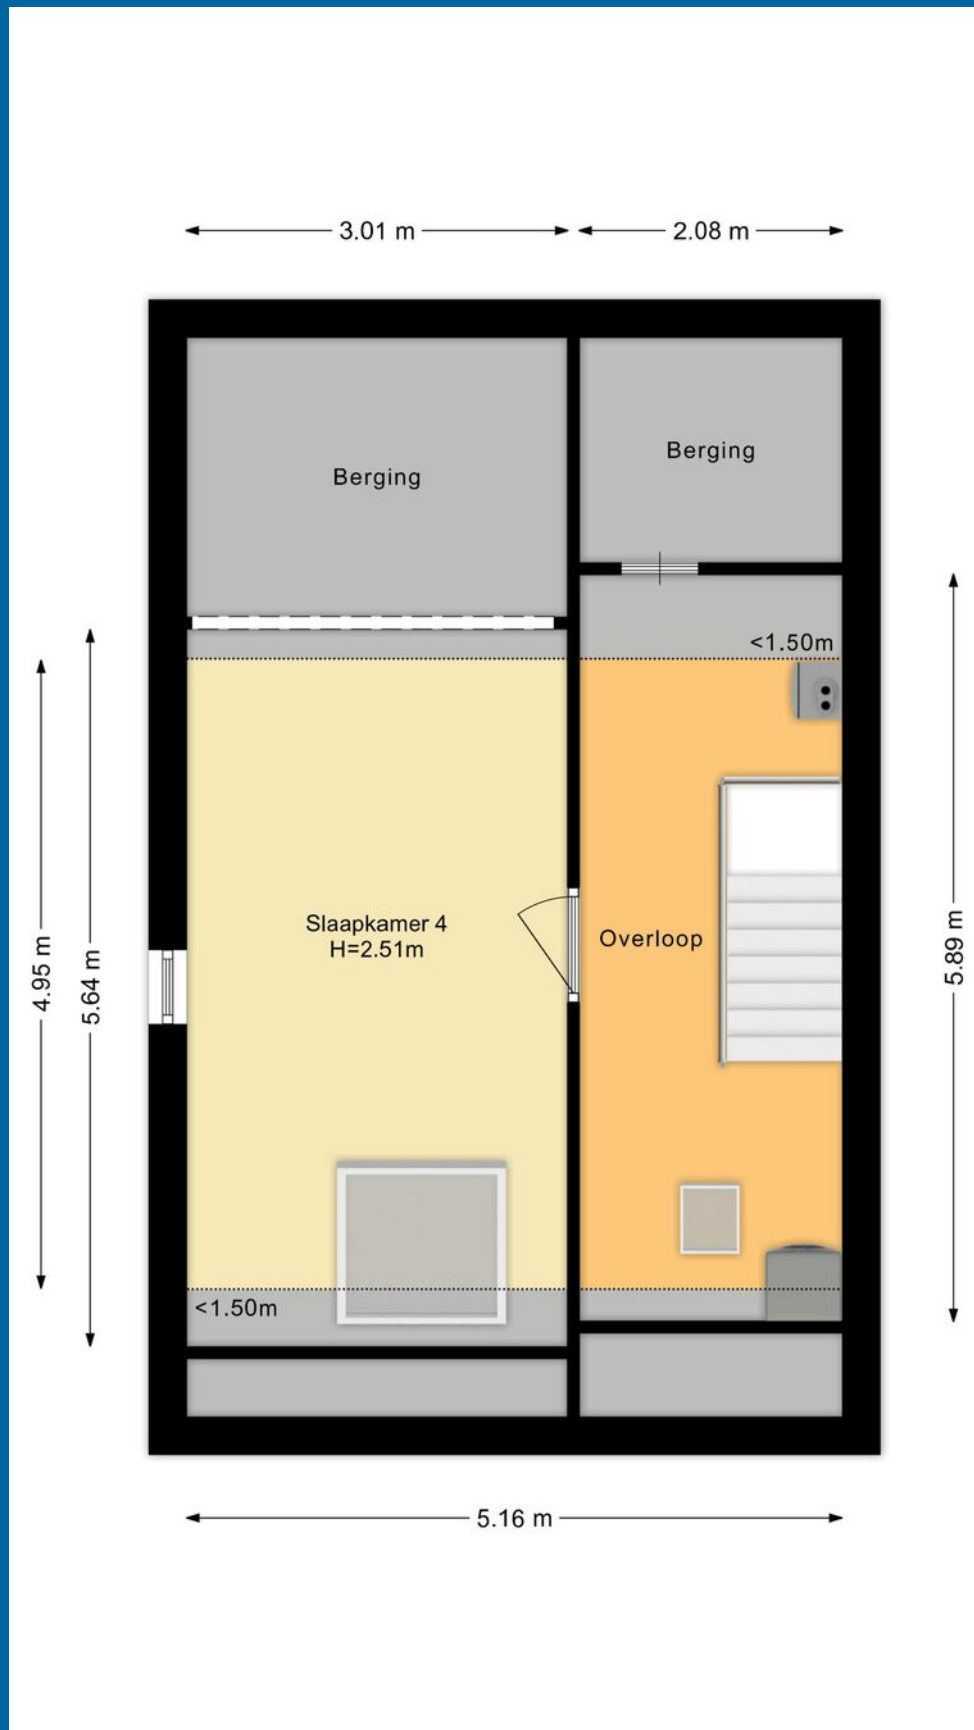 3.01 m
2.08 m
Berging
Berging
<1.50m
Slaapkamer 4
H=2.51m
Overloop
4.95 m
5.64 m
5.89 m
<1.50m
5.16 m